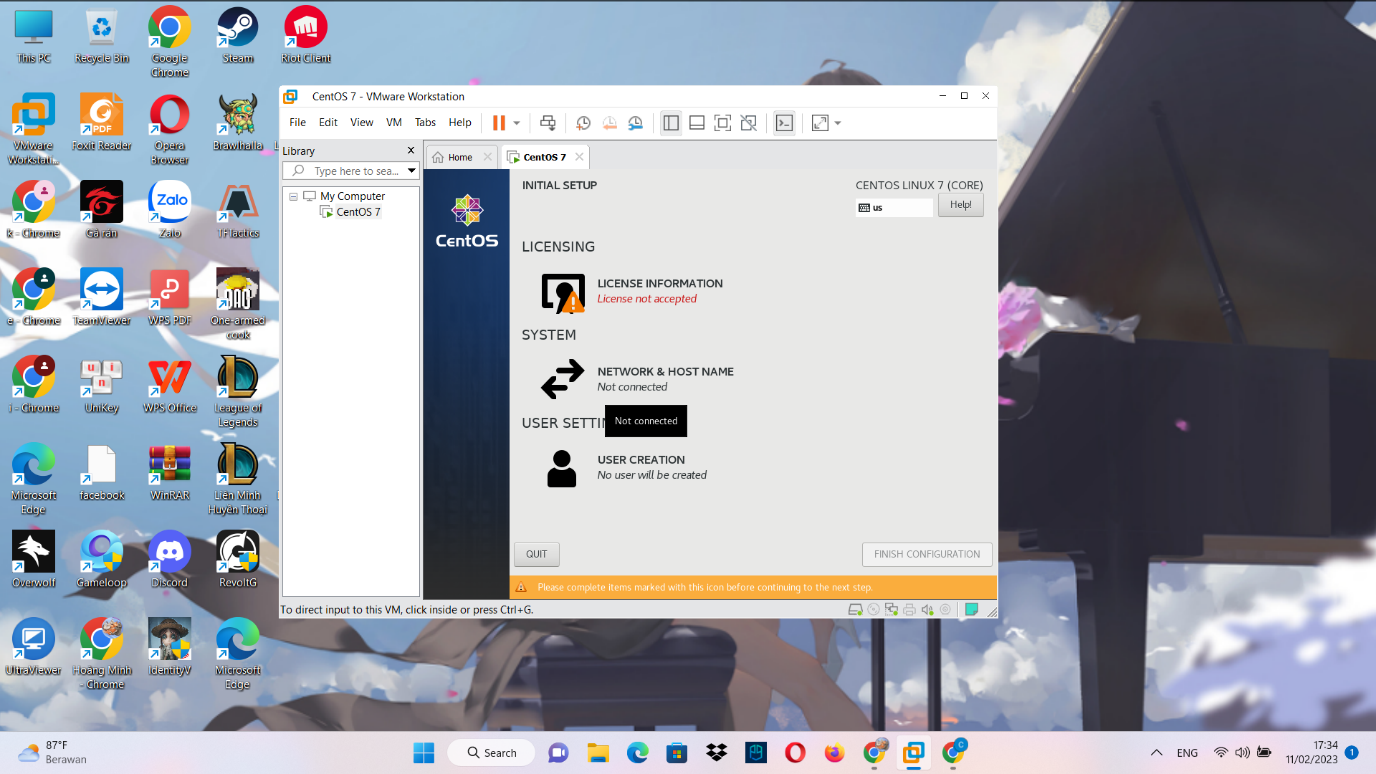 This PC
Recycle Bin
Google
Chrome
Steam
Riot Client
VMware
Workstat...
PDF
Foxit Reader
Opera
Browser
Brawlhalla
k - Chrome
Gà rán
Zalo
Zalo
TFTactics
e - Chrome
TeamViewer
WPS PDF
One-armed
cook
i - Chrome
UniKey
WPS Office
League of
Legends
Microsoft
Edge
facebook
WinRAR
Liên Minh
Huyền Thoại
Overwolf
Gameloop
Discord
RevoltG
UltraViewer
Hoàng Minh
- Chrome
IdentityV
Microsoft
Edge
CentOS 7 - VMware Workstation
File Edit View VM Tabs Help
Library
Type here to sea...
My Computer
CentOS 7
Home
CentOS 7
CentOS
INITIAL SETUP
CENTOS LINUX 7 (CORE)
us
Help!
LICENSING
LICENSE INFORMATION
License not accepted
SYSTEM
NETWORK & HOST NAME
Not connected
USER SETTIN
Not connected
USER CREATION
No user will be created
QUIT
FINISH CONFIGURATION
Please complete items marked with this icon before continuing to the next step.
To direct input to this VM, click inside or press Ctrl+G.
87°F
Berawan
Search
C
ENG
17:34
11/02/2023
1